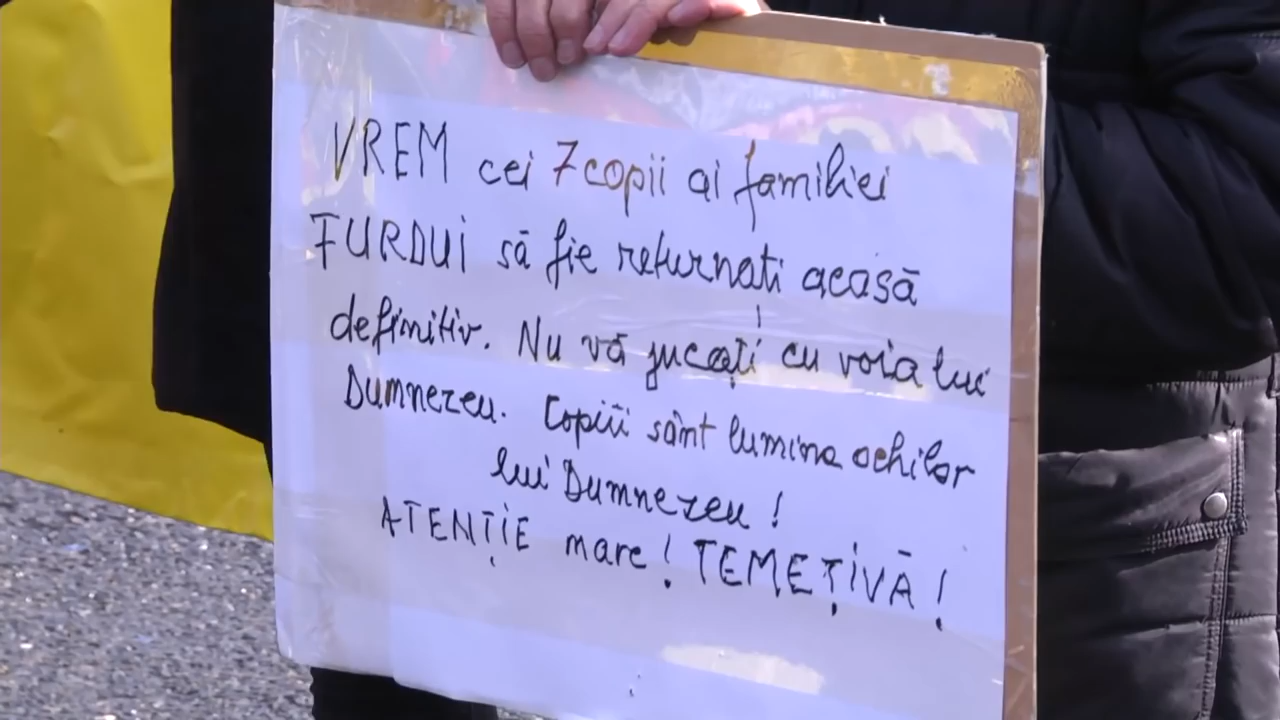 VREM cei 7 copii ai familiei
FURDUI să fie returnați acasă
definitiv. Nu vă jucați cu voia lui
Dumnezeu. Copiii sânt lumina ochilor
lui Dumnezeu!
ATENȚIE mare! TEMEȚIVĂ!